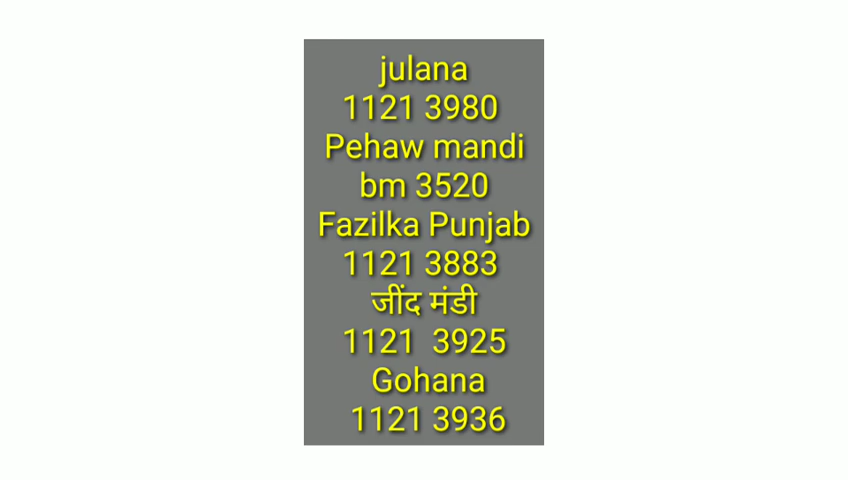 julana
1121 3980
Pehaw mandi
bm 3520
Fazilka Punjab
1121 3883
जींद मंडी
1121 3925
Gohana
1121 3936